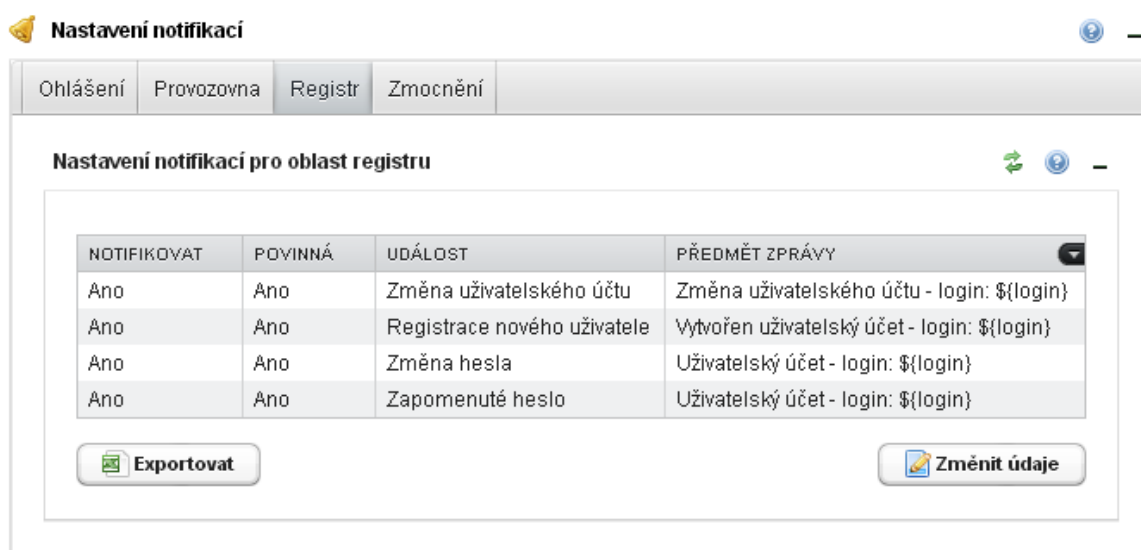 Nastavení notifikací
Ohlášení Provozovna Registr Zmocnění
Nastavení notifikací pro oblast registru
NOTIFIKOVAT POVINNÁ UDÁLOST PŘEDMĚT ZPRÁVY
Ano Ano Změna uživatelského účtu Změna uživatelského účtu - login: ${login}
Ano Ano Registrace nového uživatele Vytvořen uživatelský účet - login: ${login}
Ano Ano Změna hesla Uživatelský účet - login: ${login}
Ano Ano Zapomenuté heslo Uživatelský účet - login: ${login}
Exportovat Změnit údaje